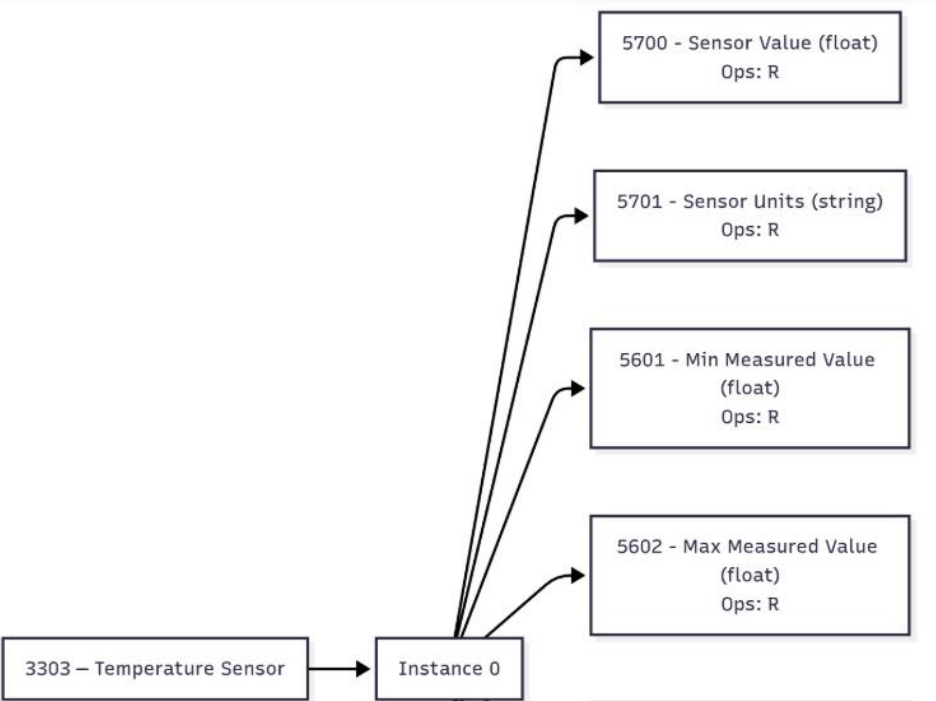 5700 - Sensor Value (float)
Ops: R
5701 - Sensor Units (string)
Ops: R
5601 - Min Measured Value
(float)
Ops: R
5602 - Max Measured Value
(float)
Ops: R
3303 – Temperature Sensor
Instance 0